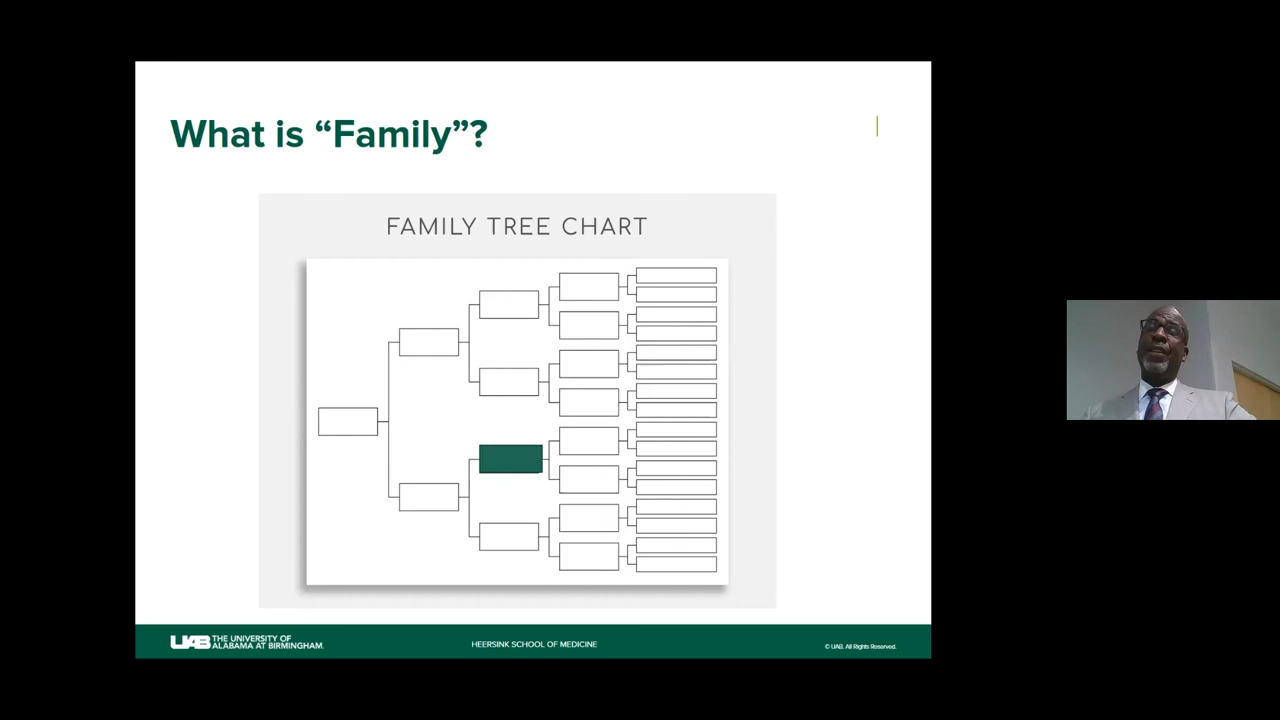 What is “Family”?
FAMILY TREE CHART
UAB THE UNIVERSITY OF
ALABAMA AT BIRMINGHAM.
HEERSINK SCHOOL OF MEDICINE
© UAB. All Rights Reserved.